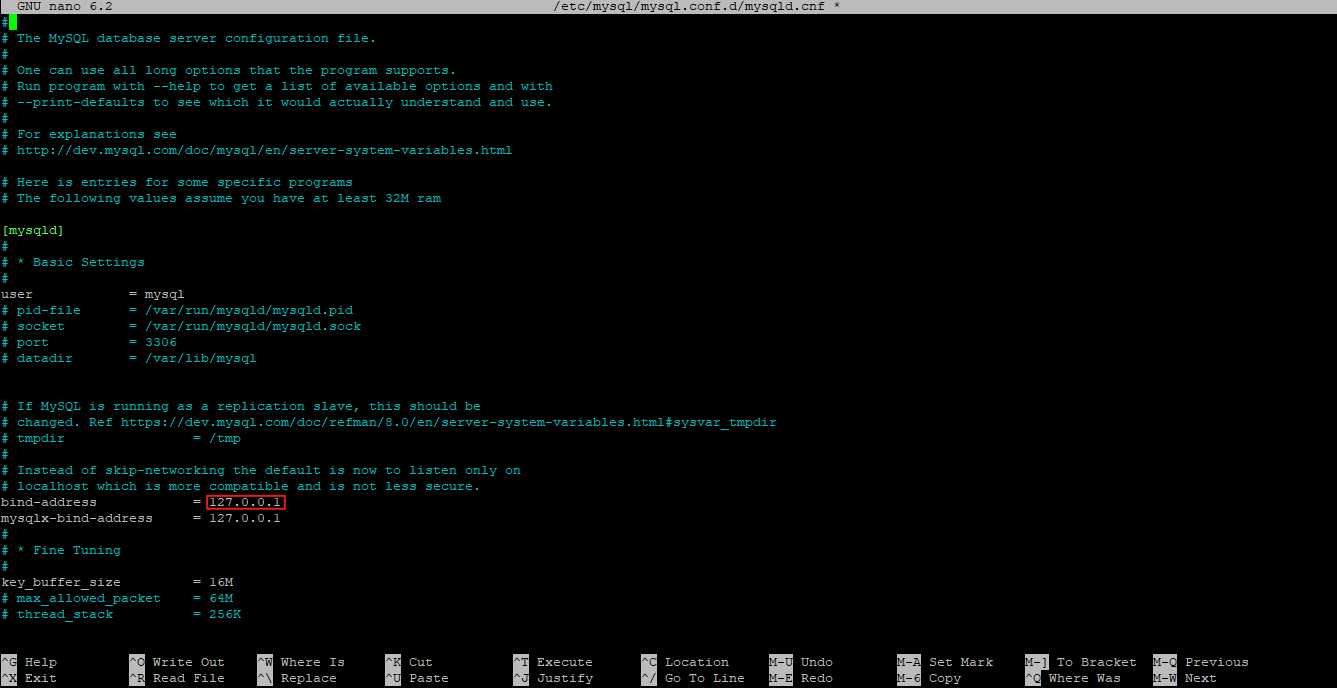 GNU nano 6.2 /etc/mysql/mysql.conf.d/mysqld.cnf *
#
# The MySQL database server configuration file.
#
# One can use all long options that the program supports.
# Run program with --help to get a list of available options and with
# --print-defaults to see which it would actually understand and use.
#
# For explanations see
# http://dev.mysql.com/doc/mysql/en/server-system-variables.html
# Here is entries for some specific programs
# The following values assume you have at least 32M ram
[mysqld]
#
# * Basic Settings
#
user = mysql
# pid-file = /var/run/mysqld/mysqld.pid
# socket = /var/run/mysqld/mysqld.sock
# port = 3306
# datadir = /var/lib/mysql
# If MySQL is running as a replication slave, this should be
# changed. Ref https://dev.mysql.com/doc/refman/8.0/en/server-system-variables.html#sysvar_tmpdir
# tmpdir = /tmp
#
# Instead of skip-networking the default is now to listen only on
# localhost which is more compatible and is not less secure.
bind-address = 127.0.0.1
mysqlx-bind-address = 127.0.0.1
#
# * Fine Tuning
#
key_buffer_size = 16M
# max_allowed_packet = 64M
# thread_stack = 256K
^G Help ^O Write Out ^W Where Is ^K Cut ^T Execute ^C Location M-U Undo M-A Set Mark M-] To Bracket M-Q Previous
^X Exit ^R Read File ^\ Replace ^U Paste ^J Justify ^/ Go To Line M-E Redo M-6 Copy ^Q Where Was M-W Next